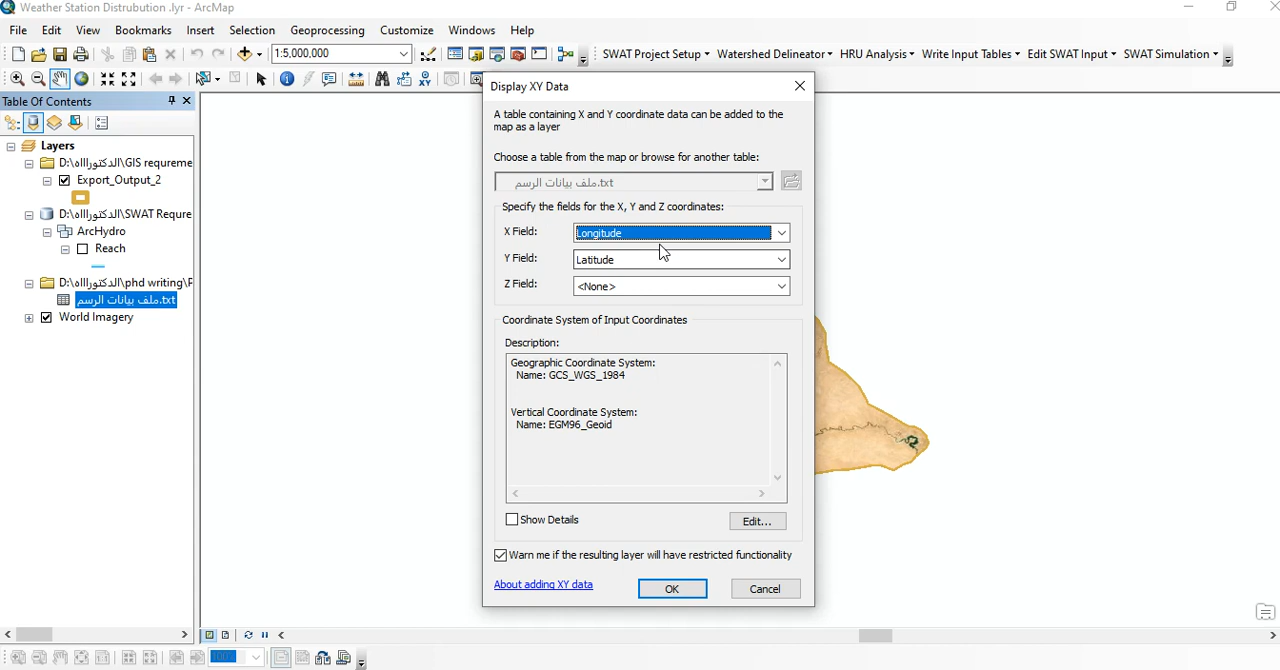 Weather Station Distrubution .lyr - ArcMap
File Edit View Bookmarks Insert Selection Geoprocessing Customize Windows Help
1:5,000,000
SWAT Project Setup Watershed Delineator HRU Analysis Write Input Tables Edit SWAT Input SWAT Simulation
Table Of Contents
Layers
D:\الدكتوراااه\GIS requreme
Export_Output_2
D:\الدكتوراااه\SWAT Requre
ArcHydro
Reach
D:\الدكتوراااه\phd writing\F
ملف بيانات الرسم.txt
World Imagery
Display XY Data
A table containing X and Y coordinate data can be added to the
map as a layer
Choose a table from the map or browse for another table:
ملف بيانات الرسم.txt
Specify the fields for the X, Y and Z coordinates:
X Field: Longitude
Y Field: Latitude
Z Field: <None>
Coordinate System of Input Coordinates
Description:
Geographic Coordinate System:
Name: GCS_WGS_1984
Vertical Coordinate System:
Name: EGM96_Geoid
Show Details
Edit...
Warn me if the resulting layer will have restricted functionality
About adding XY data
OK
Cancel
100%